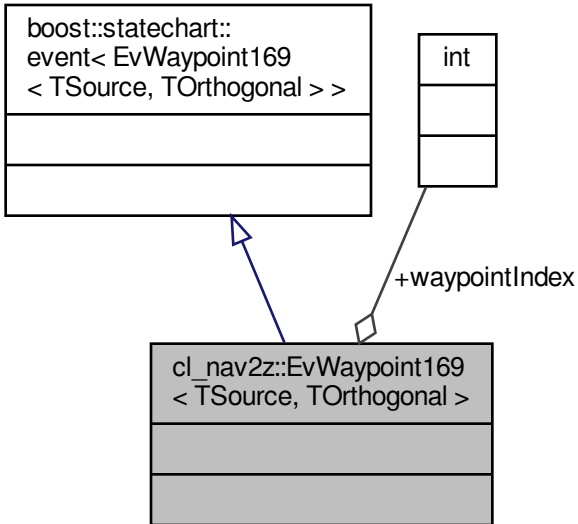 boost::statechart::
event< EvWaypoint169
< TSource, TOrthogonal > >
int
+waypointIndex
cl_nav2z::EvWaypoint169
< TSource, TOrthogonal >